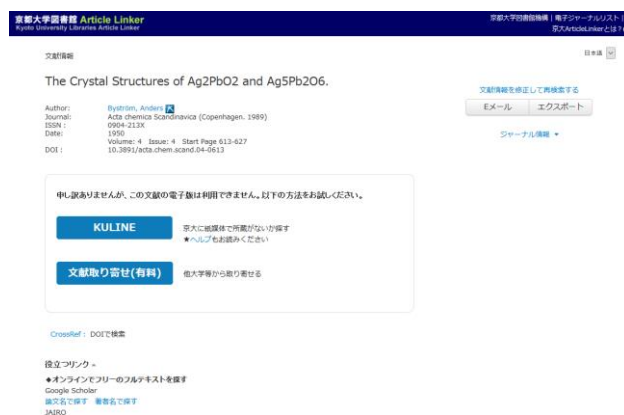 京都大学図書館 Article Linker
Kyoto University Libraries Article Linker
京都大学図書館機構 | 電子ジャーナルリスト |
京大ArticleLinkerとは？
文献情報
日本語
The Crystal Structures of Ag2PbO2 and Ag5Pb2O6.
文献情報を修正して再検索する
Eメール エクスポート
ジャーナル情報
Author: Byström, Anders
Journal: Acta chemica Scandinavica (Copenhagen. 1989)
ISSN : 0904-213X
Date: 1950
Volume: 4 Issue: 4 Start Page 613-627
DOI : 10.3891/acta.chem.scand.04-0613
申し訳ありませんが、この文献の電子版は利用できません。以下の方法をお試しください。
KULINE 京大に紙媒体で所蔵がないか探す
★ヘルプもお読みください
文献取り寄せ(有料) 他大学等から取り寄せる
CrossRef : DOIで検索
役立つリンク
◆オンラインでフリーのフルテキストを探す
Google Scholar
論文名で探す 著者名で探す
JAIRO